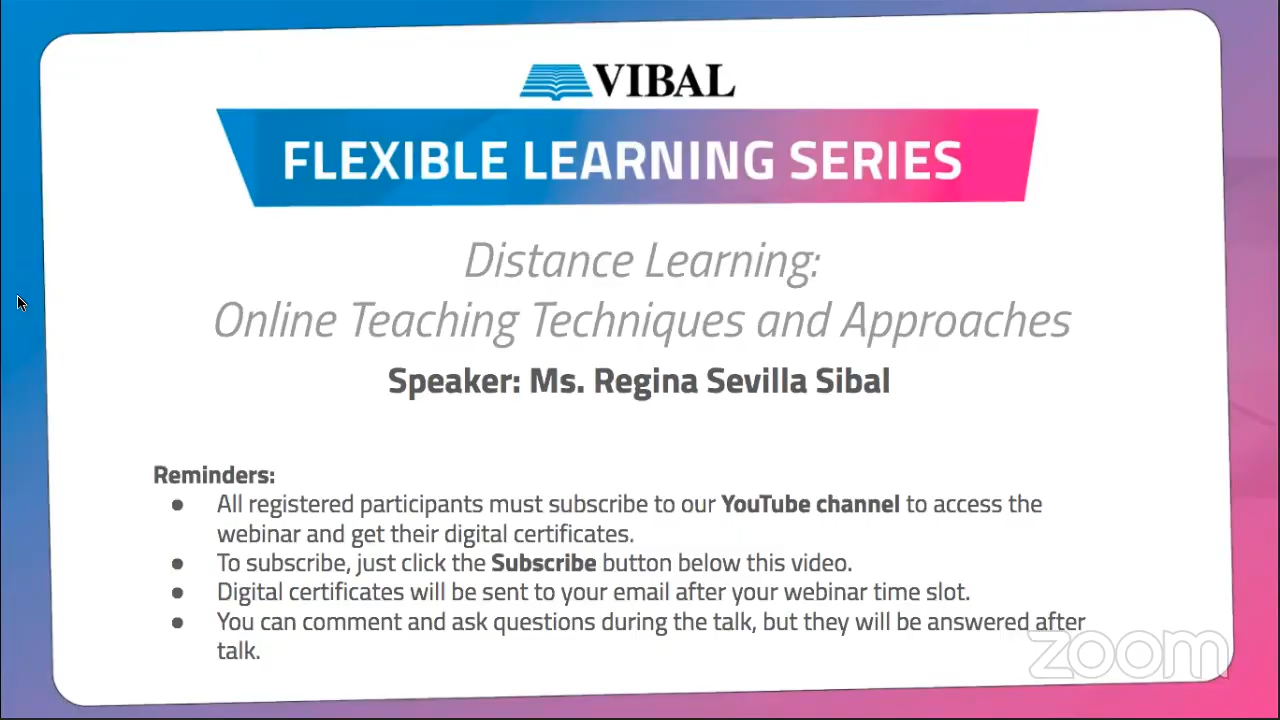 VIBAL
FLEXIBLE LEARNING SERIES
Distance Learning:
Online Teaching Techniques and Approaches
Speaker: Ms. Regina Sevilla Sibal
Reminders:
● All registered participants must subscribe to our YouTube channel to access the
webinar and get their digital certificates.
● To subscribe, just click the Subscribe button below this video.
● Digital certificates will be sent to your email after your webinar time slot.
● You can comment and ask questions during the talk, but they will be answered after
talk.
zoom